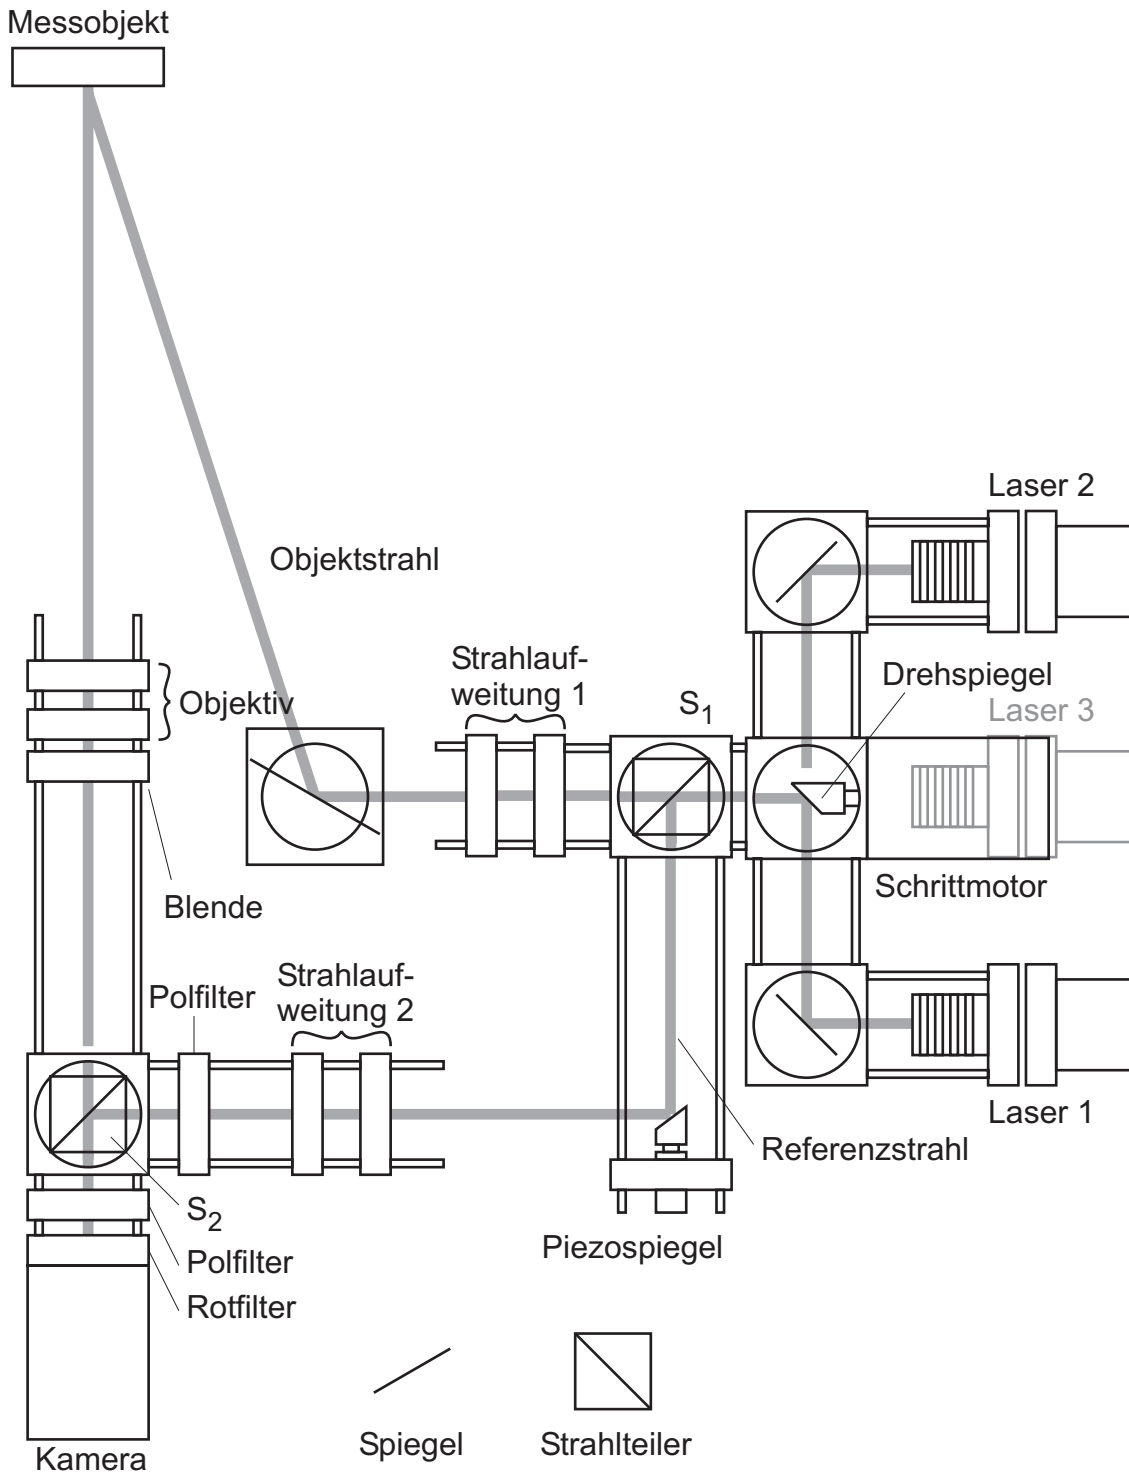 Messobjekt
Laser 2
Objektstrahl
Strahlauf-
weitung 1
Drehspiegel
S1
Laser 3
Objektiv
Schrittmotor
Blende
Strahlauf-
weitung 2
Polfilter
Laser 1
Referenzstrahl
S2
Piezospiegel
Polfilter
Rotfilter
Spiegel
Strahlteiler
Kamera